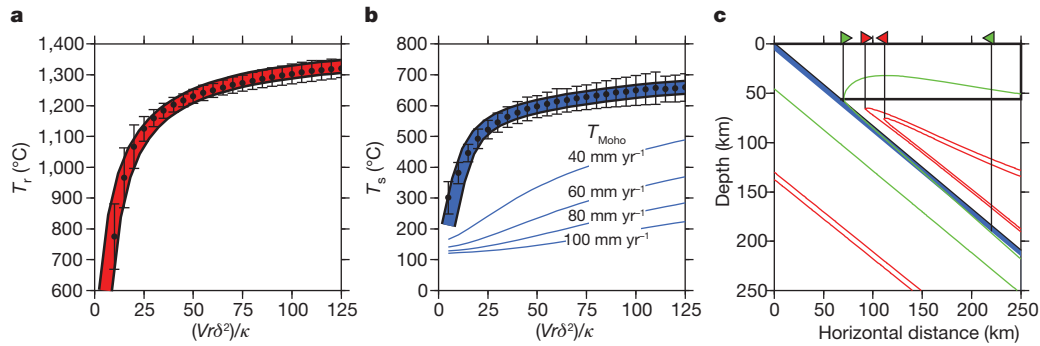 a
1,400
1,300
1,200
1,100
1,000
900
800
700
600
Tr (°C)
0 25 50 75 100 125
(Vrδ²)/κ
b
800
700
600
500
400
300
200
100
0
Ts (°C)
TMoho
40 mm yr⁻¹
60 mm yr⁻¹
80 mm yr⁻¹
100 mm yr⁻¹
0 25 50 75 100 125
(Vrδ²)/κ
c
0
50
100
150
200
250
Depth (km)
0 50 100 150 200 250
Horizontal distance (km)